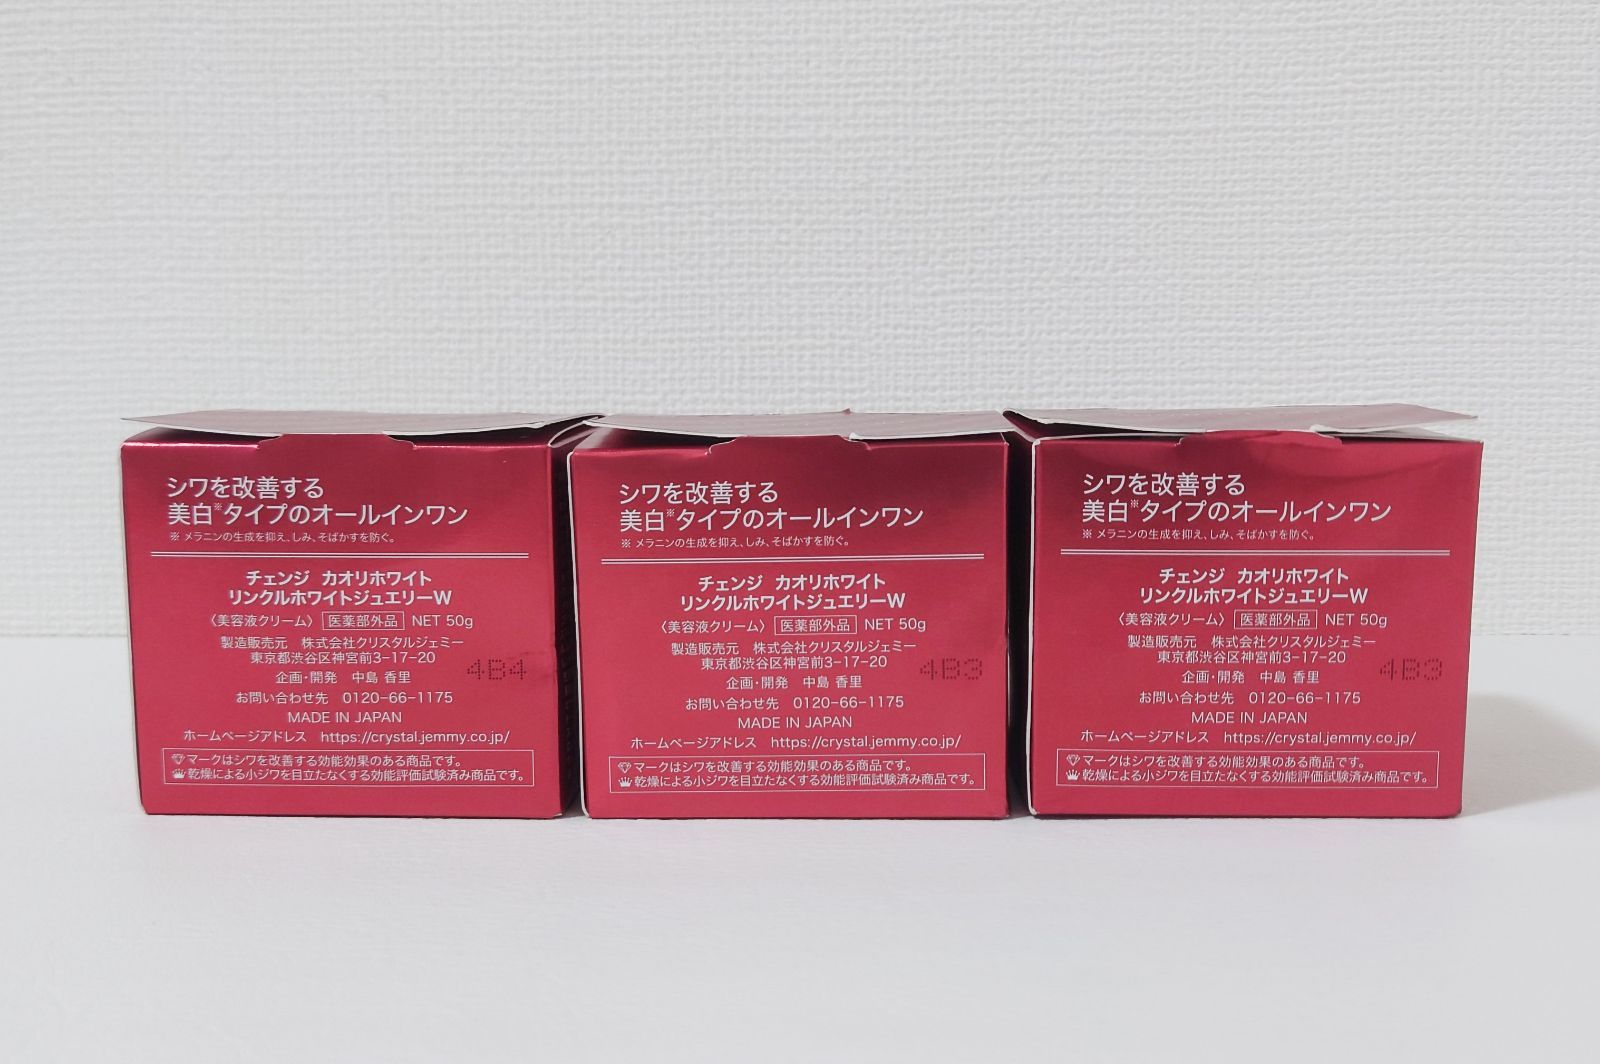 シワを改善する
美白※タイプのオールインワン
※ メラニンの生成を抑え、しみ、そばかすを防ぐ。
チェンジ カオリホワイト
リンクルホワイトジュエリーW
〈美容液クリーム〉 医薬部外品 NET 50g
製造販売元 株式会社クリスタルジェミー
東京都渋谷区神宮前3-17-20
4B4
企画・開発 中島 香里
お問い合わせ先 0120-66-1175
MADE IN JAPAN
ホームページアドレス https://crystal.jemmy.co.jp/
マークはシワを改善する効能効果のある商品です。
乾燥による小ジワを目立たなくする効能評価試験済み商品です。
シワを改善する
美白※タイプのオールインワン
※ メラニンの生成を抑え、しみ、そばかすを防ぐ。
チェンジ カオリホワイト
リンクルホワイトジュエリーW
〈美容液クリーム〉 医薬部外品 NET 50g
製造販売元 株式会社クリスタルジェミー
東京都渋谷区神宮前3-17-20
4B3
企画・開発 中島 香里
お問い合わせ先 0120-66-1175
MADE IN JAPAN
ホームページアドレス https://crystal.jemmy.co.jp/
マークはシワを改善する効能効果のある商品です。
乾燥による小ジワを目立たなくする効能評価試験済み商品です。
シワを改善する
美白※タイプのオールインワン
※ メラニンの生成を抑え、しみ、そばかすを防ぐ。
チェンジ カオリホワイト
リンクルホワイトジュエリーW
〈美容液クリーム〉 医薬部外品 NET 50g
製造販売元 株式会社クリスタルジェミー
東京都渋谷区神宮前3-17-20
4B3
企画・開発 中島 香里
お問い合わせ先 0120-66-1175
MADE IN JAPAN
ホームページアドレス https://crystal.jemmy.co.jp/
マークはシワを改善する効能効果のある商品です。
乾燥による小ジワを目立たなくする効能評価試験済み商品です。